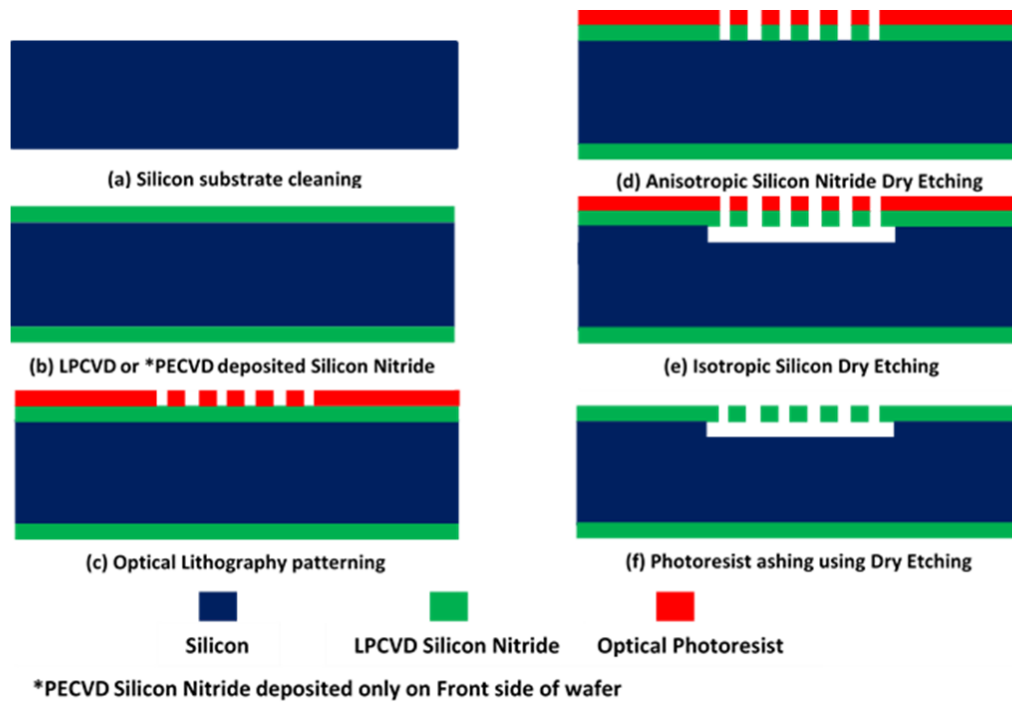 (a) Silicon substrate cleaning
(b) LPCVD or *PECVD deposited Silicon Nitride
(c) Optical Lithography patterning
(d) Anisotropic Silicon Nitride Dry Etching
(e) Isotropic Silicon Dry Etching
(f) Photoresist ashing using Dry Etching
Silicon
LPCVD Silicon Nitride
Optical Photoresist
*PECVD Silicon Nitride deposited only on Front side of wafer